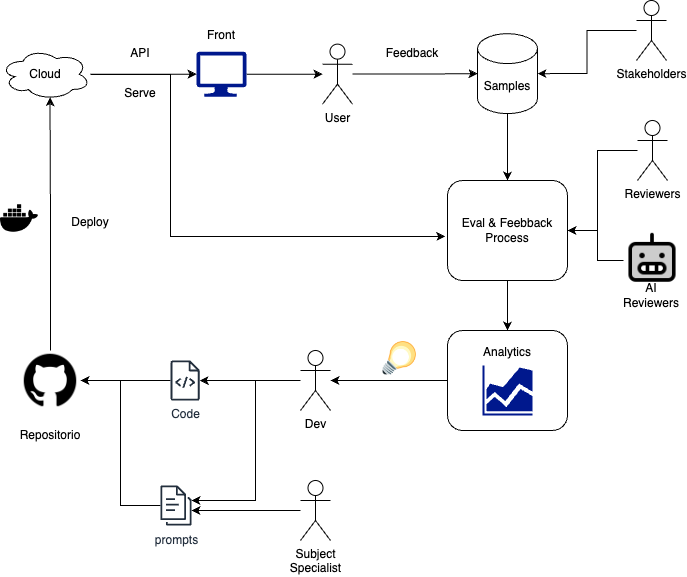 Front
API
Feedback
Cloud
Serve
Samples
Stakeholders
User
Reviewers
Deploy
Eval & Feebback
Process
AI
Reviewers
Analytics
Code
Dev
Repositorio
prompts
Subject
Specialist